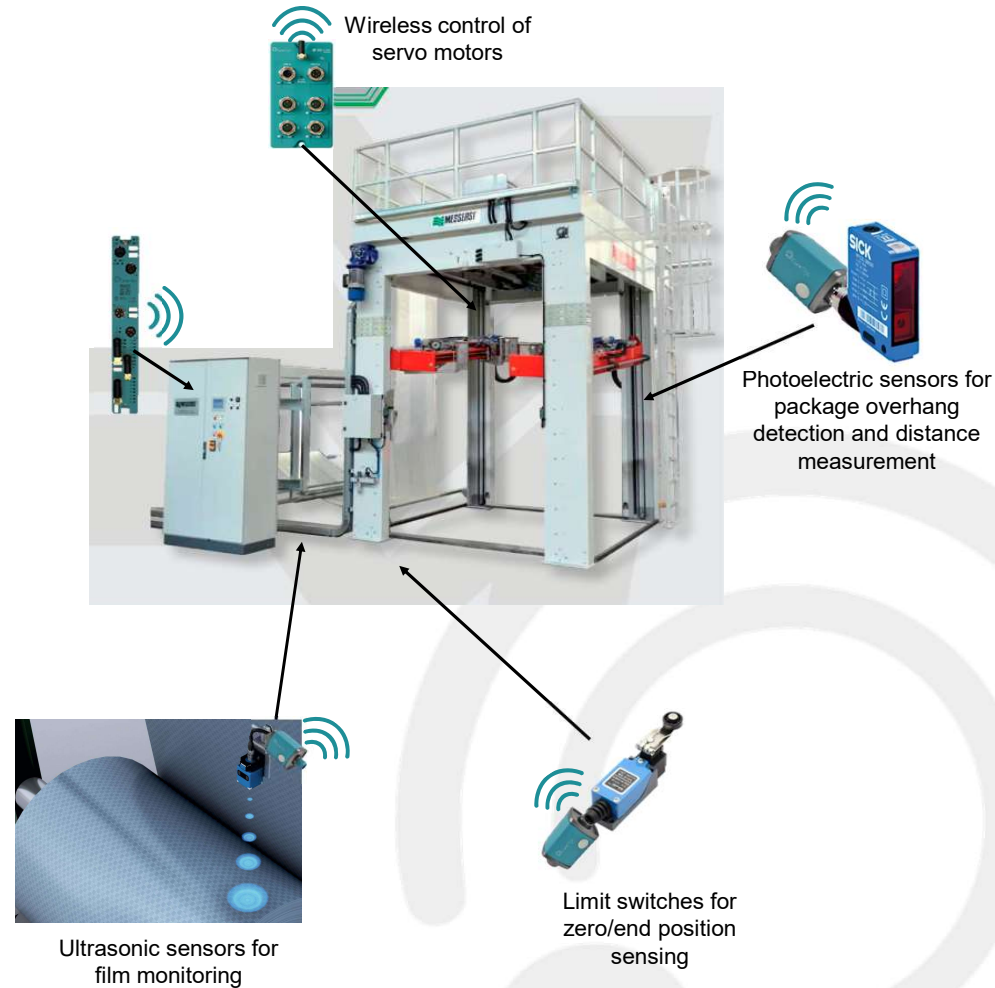 Wireless control of
servo motors
MESSERSÌ
SICK
Photoelectric sensors for
package overhang
detection and distance
measurement
Limit switches for
zero/end position
sensing
Ultrasonic sensors for
film monitoring